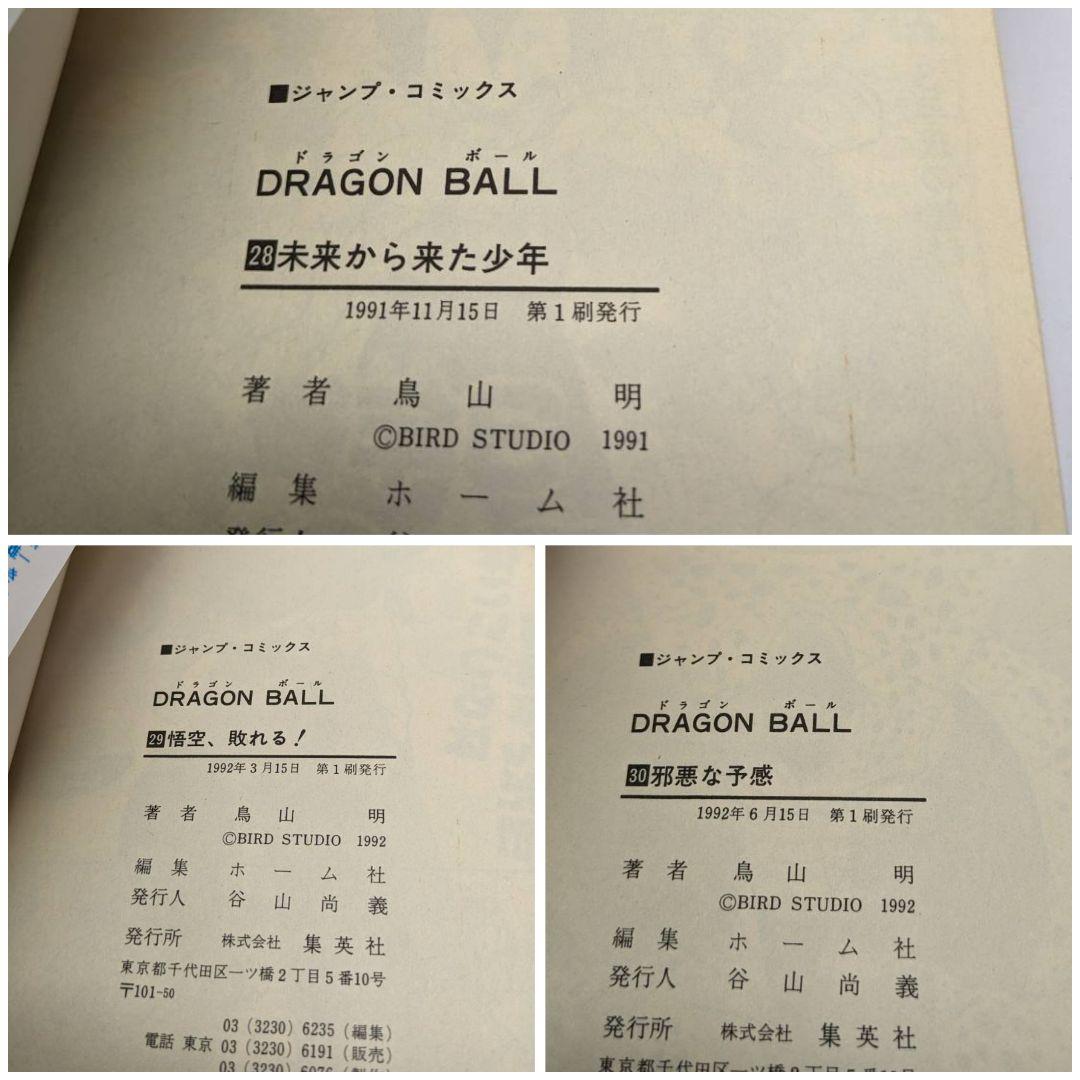 ■ジャンプ・コミックス
ドラゴン ボール
DRAGON BALL
28未来から来た少年
1991年11月15日 第1刷発行
著者 鳥山 明
©BIRD STUDIO 1991
編集 ホーム社
■ジャンプ・コミックス
ドラゴン ボール
DRAGON BALL
29悟空、敗れる!
1992年3月15日 第1刷発行
著者 鳥山 明
©BIRD STUDIO 1992
編集 ホーム社
発行人 谷山尚義
発行所 株式会社 集英社
東京都千代田区一ツ橋2丁目5番10号
〒101-50
03(3230)6235(編集)
電話 東京 03(3230)6191(販売)
■ジャンプ・コミックス
ドラゴン ボール
DRAGON BALL
30邪悪な予感
1992年6月15日 第1刷発行
著者 鳥山 明
©BIRD STUDIO 1992
編集 ホーム社
発行人 谷山尚義
発行所 株式会社 集英社